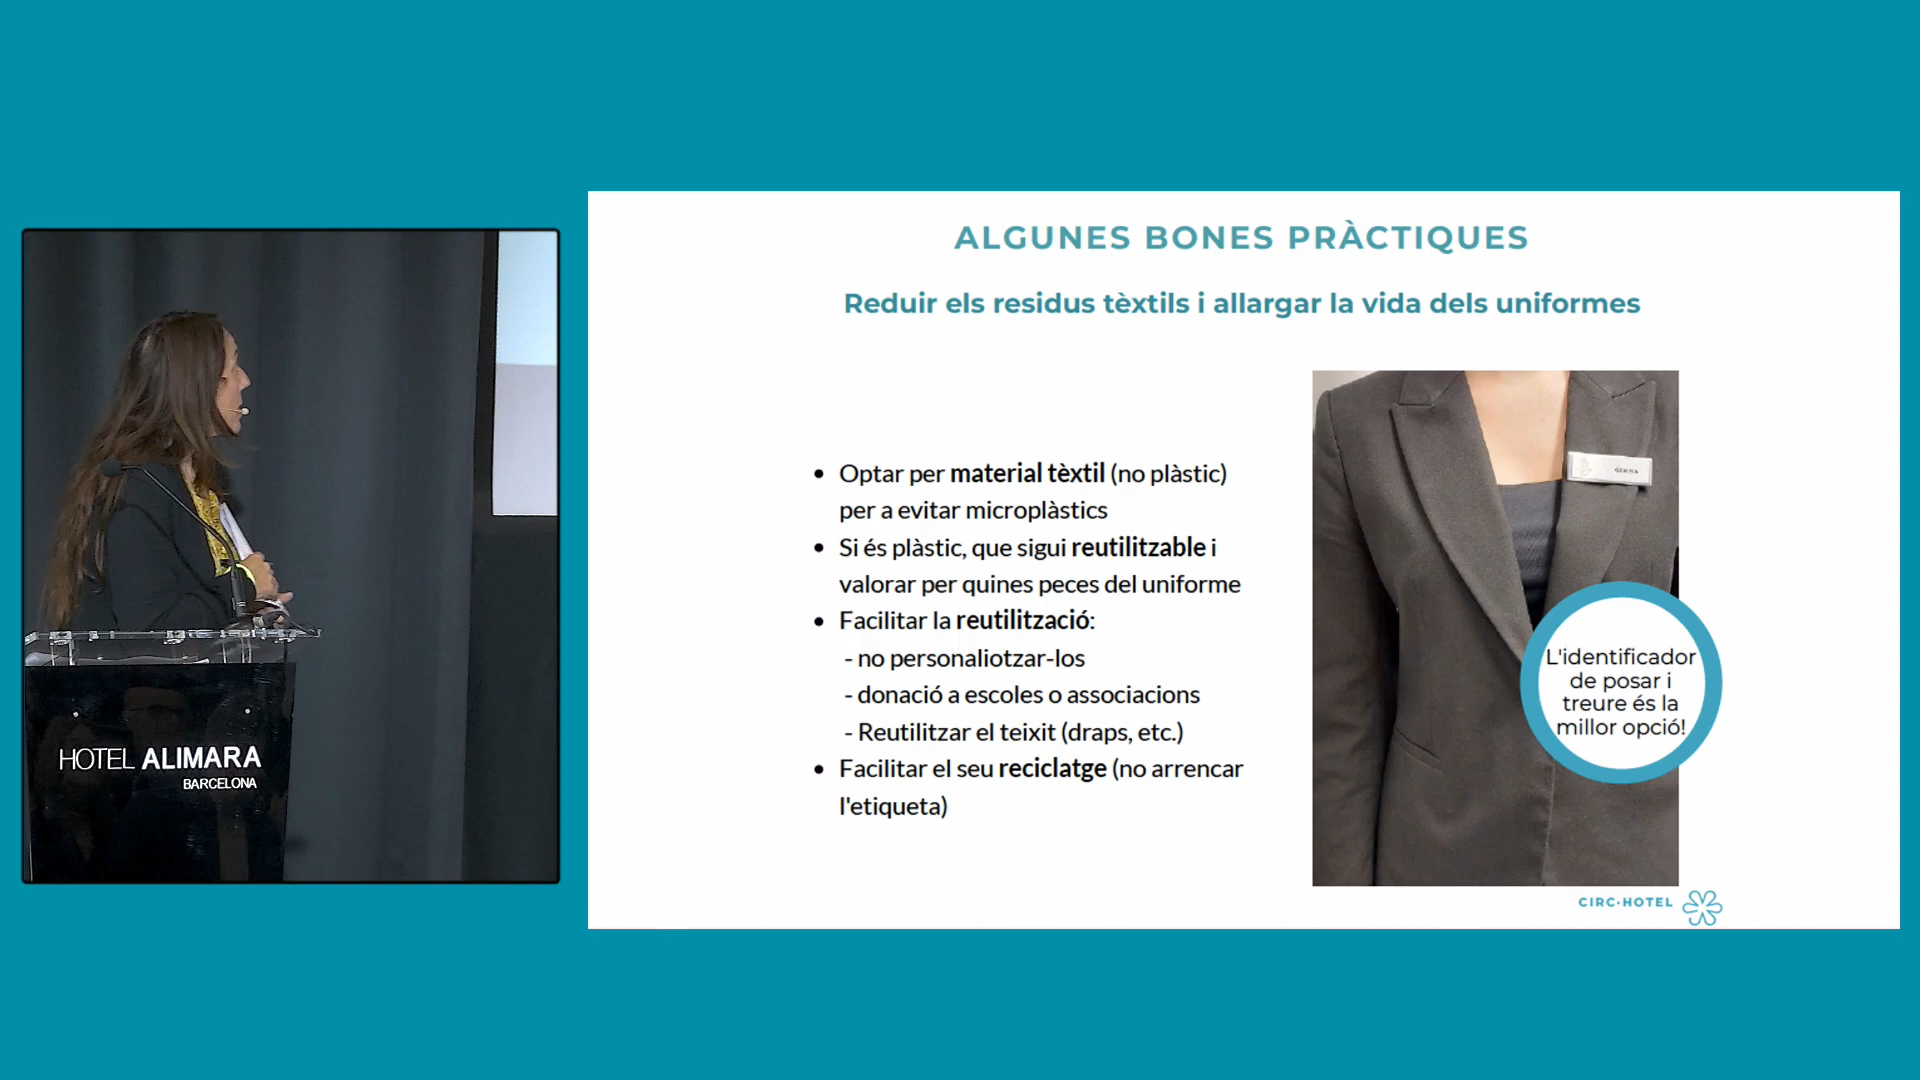 ALGUNES BONES PRÀCTIQUES
Reduir els residus tèxtils i allargar la vida dels uniformes
• Optar per material tèxtil (no plàstic)
per a evitar microplàstics
• Si és plàstic, que sigui reutilitzable i
valorar per quines peces del uniforme
• Facilitar la reutilització:
- no personaliotzar-los
- donació a escoles o associacions
- Reutilitzar el teixit (draps, etc.)
• Facilitar el seu reciclatge (no arrencar
l'etiqueta)
L'identificador
de posar i
treure és la
millor opció!
CIRC·HOTEL
HOTEL ALIMARA
BARCELONA